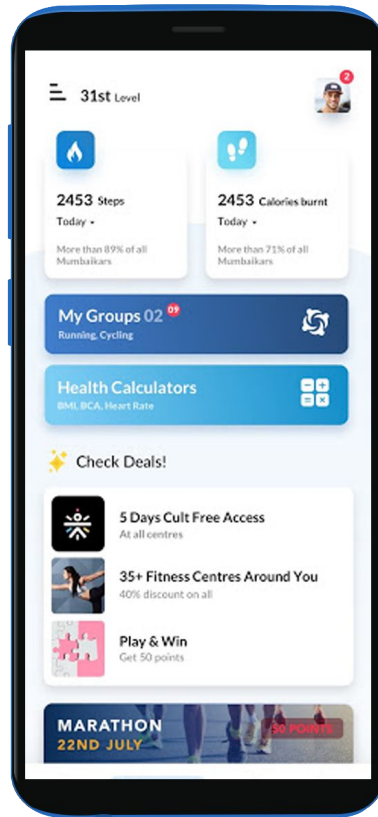 31st Level
2
2453 Steps
Today
More than 89% of all
Mumbaikars
2453 Calories burnt
Today
More than 71% of all
Mumbaikars
My Groups 02 09
Running, Cycling
Health Calculators
BMI, BCA, Heart Rate
Check Deals!
5 Days Cult Free Access
At all centres
35+ Fitness Centres Around You
40% discount on all
Play & Win
Get 50 points
MARATHON
22ND JULY
50 POINTS